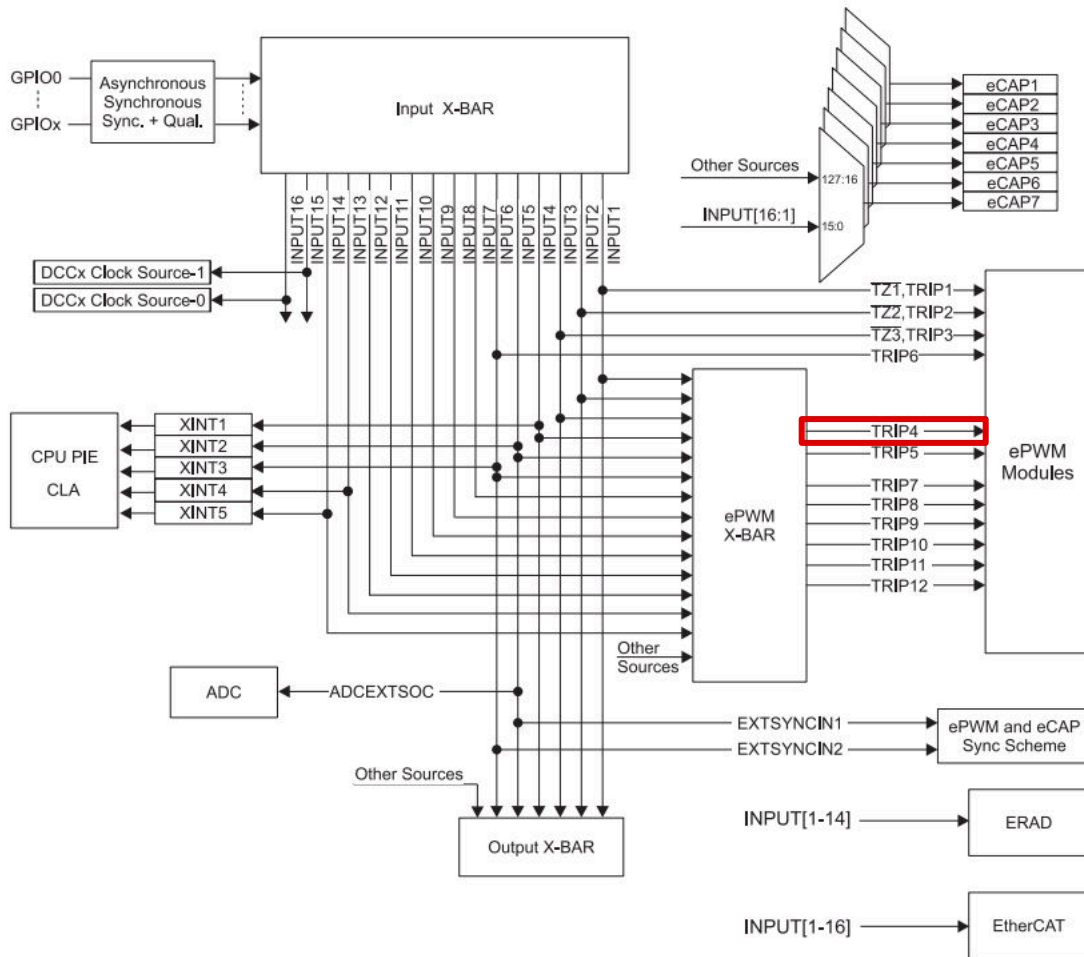 GPIO0
GPIOx
Asynchronous
Synchronous
Sync. + Qual.
Input X-BAR
Other Sources
INPUT[16:1]
127:16
15:0
eCAP1
eCAP2
eCAP3
eCAP4
eCAP5
eCAP6
eCAP7
INPUT16
INPUT15
INPUT14
INPUT13
INPUT12
INPUT11
INPUT10
INPUT9
INPUT8
INPUT7
INPUT6
INPUT5
INPUT4
INPUT3
INPUT2
INPUT1
DCCx Clock Source-1
DCCx Clock Source-0
TZ1,TRIP1
TZ2,TRIP2
TZ3,TRIP3
TRIP6
CPU PIE
CLA
XINT1
XINT2
XINT3
XINT4
XINT5
ePWM
X-BAR
TRIP4
TRIP5
TRIP7
TRIP8
TRIP9
TRIP10
TRIP11
TRIP12
ePWM
Modules
Other
Sources
ADC
ADCEXTSOC
EXTSYNCIN1
EXTSYNCIN2
ePWM and eCAP
Sync Scheme
Other Sources
Output X-BAR
INPUT[1-14]
ERAD
INPUT[1-16]
EtherCAT